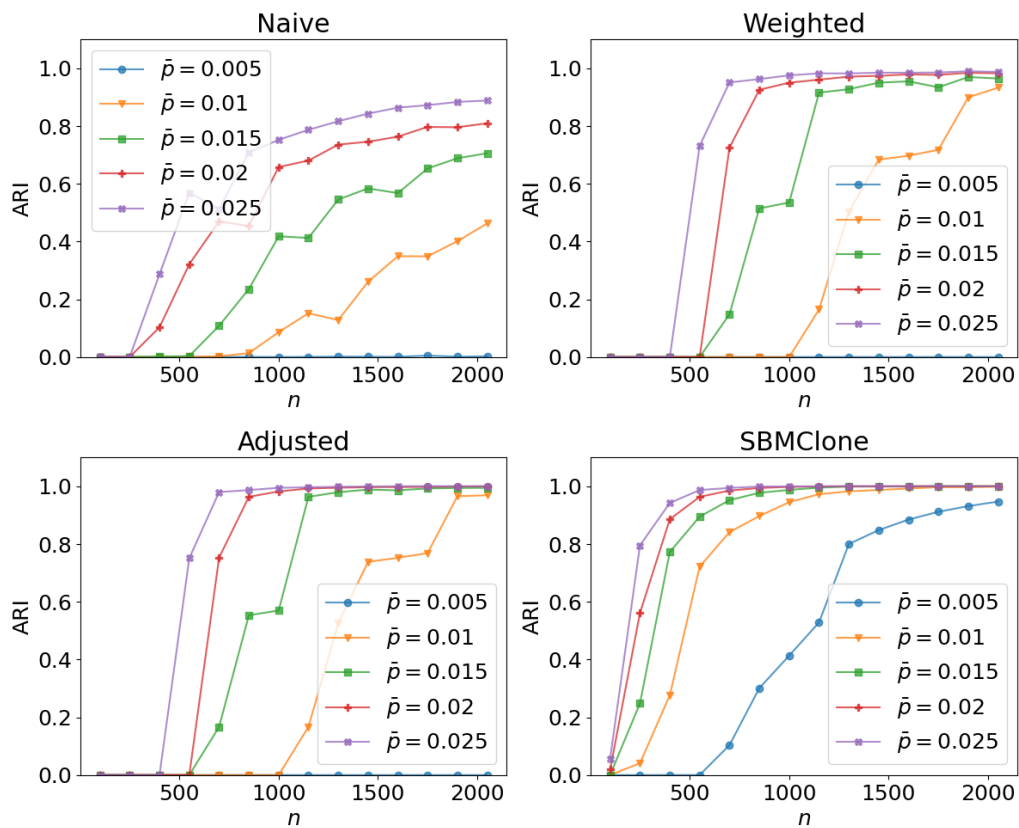 Naive
ARI
1.0
0.8
0.6
0.4
0.2
0.0
p̄ = 0.005
p̄ = 0.01
p̄ = 0.015
p̄ = 0.02
p̄ = 0.025
500 1000 1500 2000
n
Weighted
ARI
1.0
0.8
0.6
0.4
0.2
0.0
p̄ = 0.005
p̄ = 0.01
p̄ = 0.015
p̄ = 0.02
p̄ = 0.025
500 1000 1500 2000
n
Adjusted
ARI
1.0
0.8
0.6
0.4
0.2
0.0
p̄ = 0.005
p̄ = 0.01
p̄ = 0.015
p̄ = 0.02
p̄ = 0.025
500 1000 1500 2000
n
SBMClone
ARI
1.0
0.8
0.6
0.4
0.2
0.0
p̄ = 0.005
p̄ = 0.01
p̄ = 0.015
p̄ = 0.02
p̄ = 0.025
500 1000 1500 2000
n